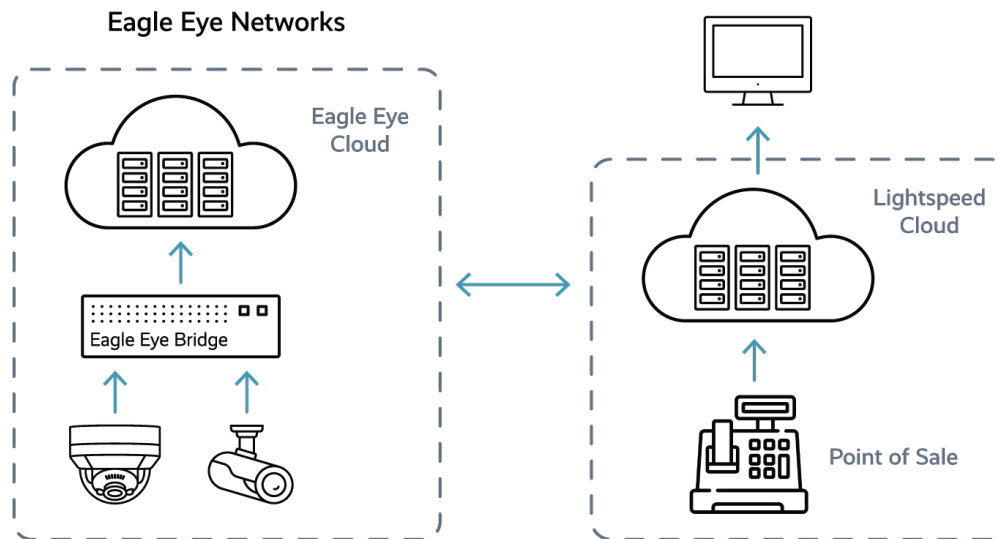 Eagle Eye Networks
Eagle Eye
Cloud
Eagle Eye Bridge
Lightspeed
Cloud
Point of Sale